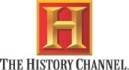 H
THE HISTORY CHANNEL.